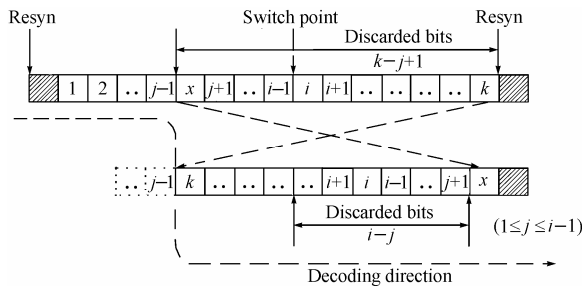 Resyn Switch point Resyn
Discarded bits
k−j+1
1 2 .. j−1 x j+1 .. i−1 i i+1 .. .. .. .. k
.. j−1 k .. .. .. .. i+1 i i−1 .. j+1 x
Discarded bits
i−j
(1≤j≤i−1)
Decoding direction